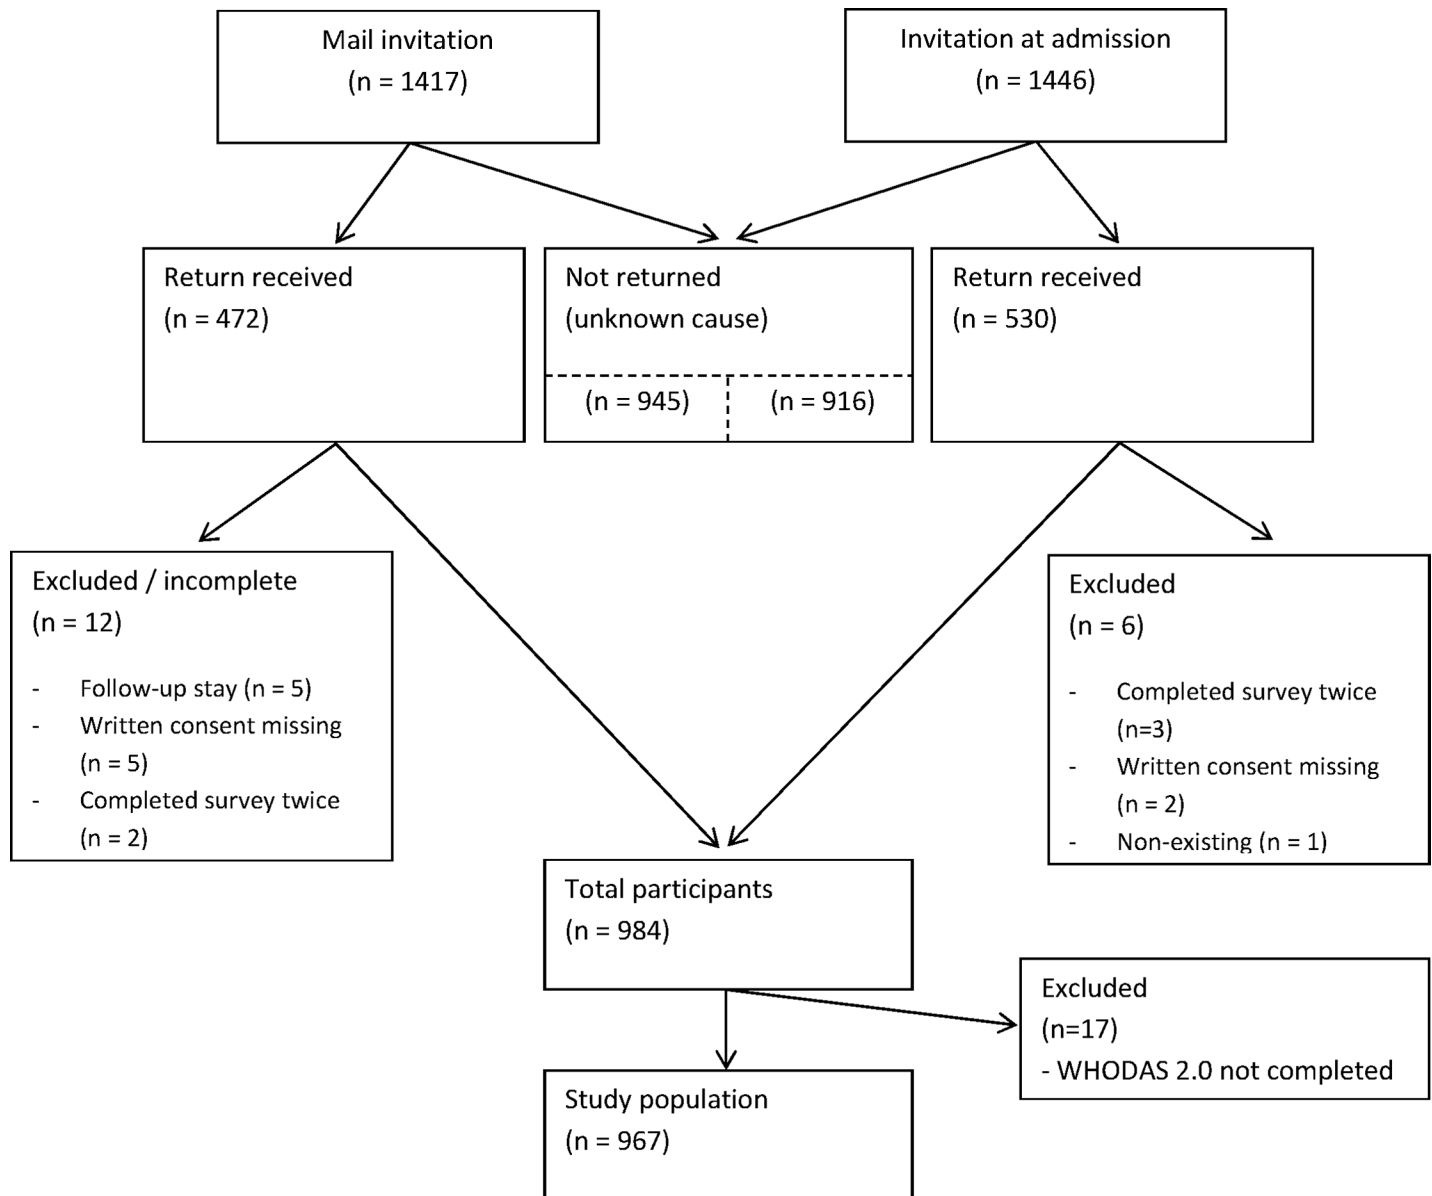 Mail invitation
(n = 1417)
Invitation at admission
(n = 1446)
Return received
(n = 472)
Not returned
(unknown cause)
(n = 945)
(n = 916)
Return received
(n = 530)
Excluded / incomplete
(n = 12)
- Follow-up stay (n = 5)
- Written consent missing
(n = 5)
- Completed survey twice
(n = 2)
Excluded
(n = 6)
- Completed survey twice
(n=3)
- Written consent missing
(n = 2)
- Non-existing (n = 1)
Total participants
(n = 984)
Excluded
(n=17)
- WHODAS 2.0 not completed
Study population
(n = 967)